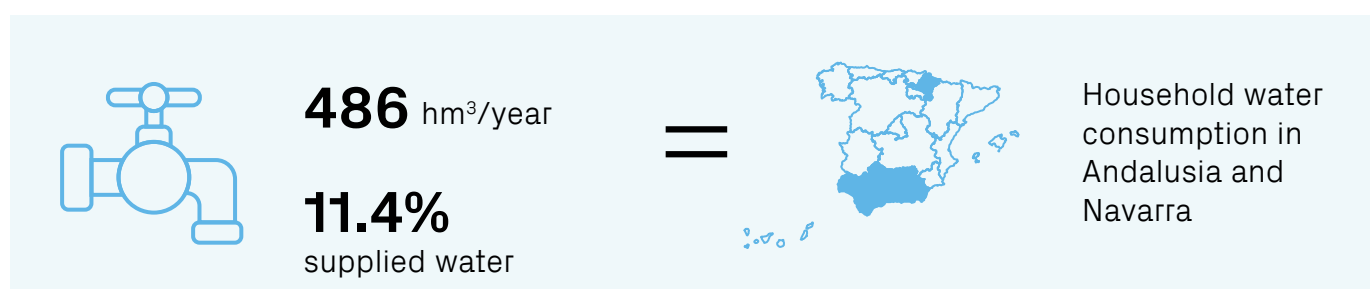 486 hm³/year
11.4%
supplied water
=
Household water
consumption in
Andalusia and
Navarra